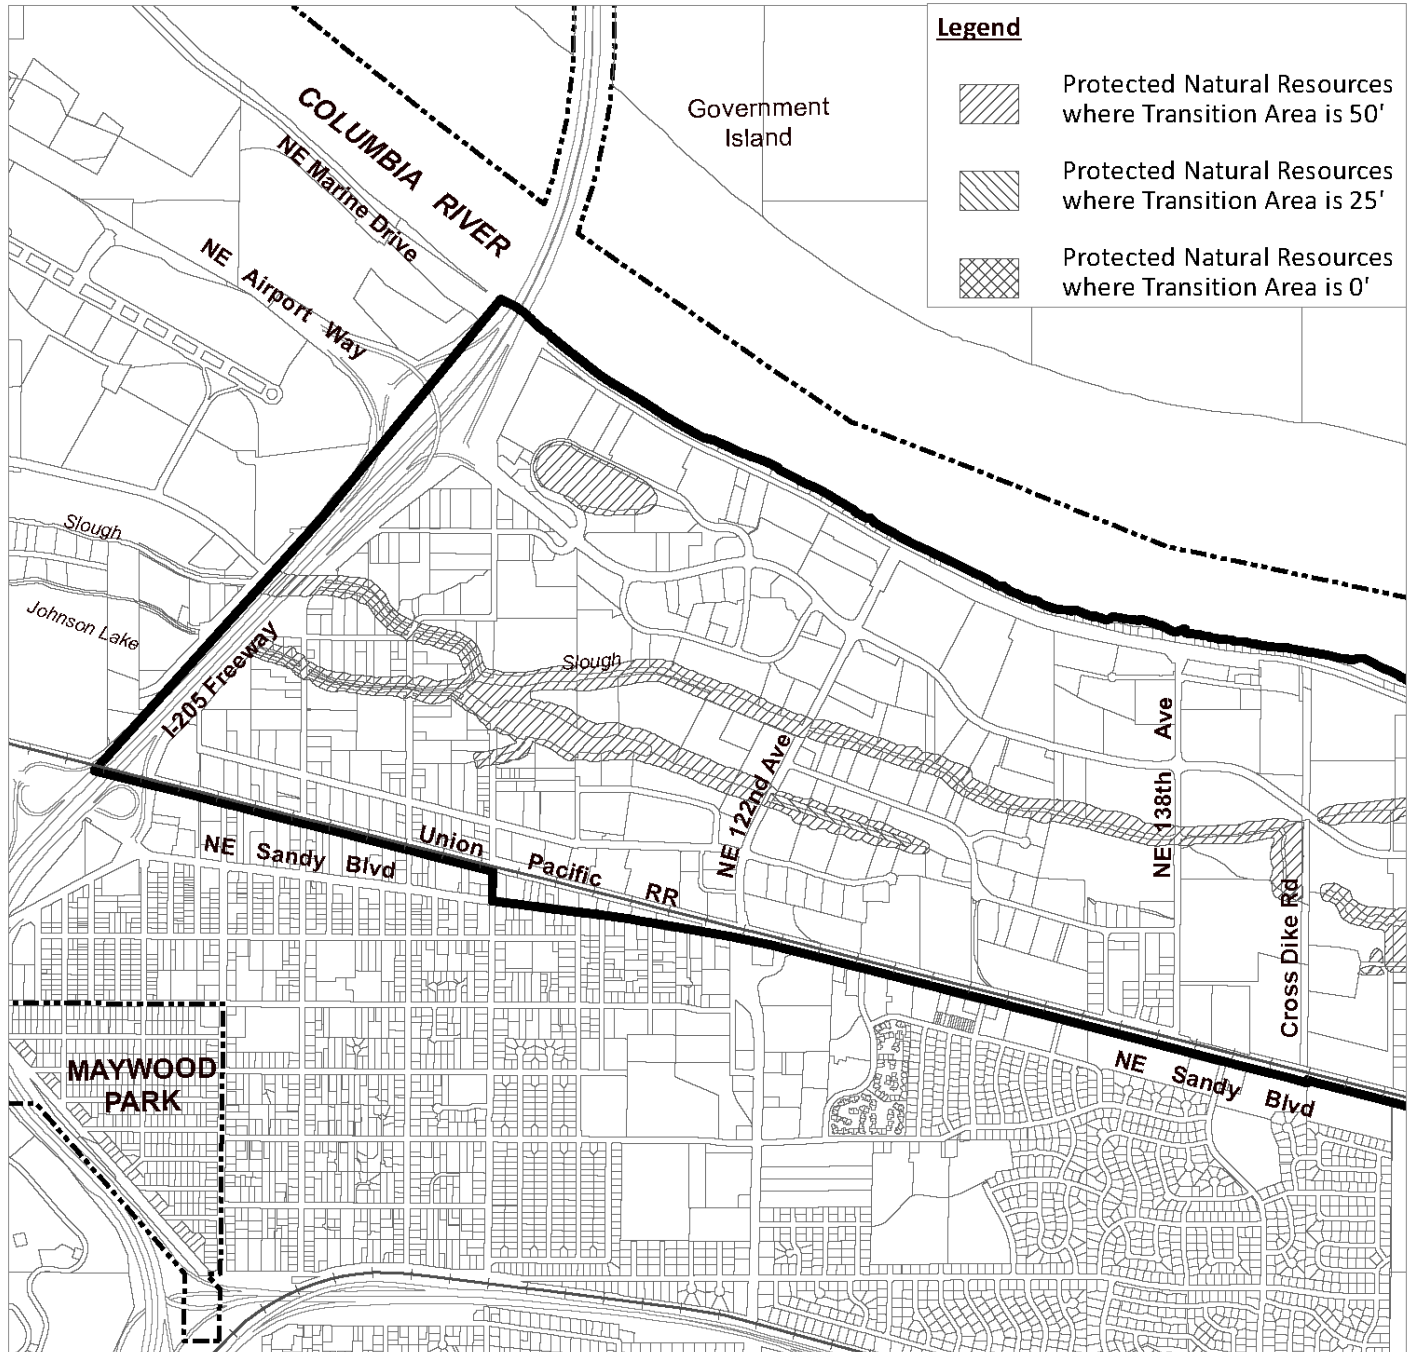 Legend
Protected Natural Resources
where Transition Area is 50'
Protected Natural Resources
where Transition Area is 25'
Protected Natural Resources
where Transition Area is 0'
Government
Island
COLUMBIA RIVER
NE Marine Drive
NE Airport Way
Slough
Johnson Lake
I-205 Freeway
Slough
NE 122nd Ave
NE 138th Ave
Cross Dike Rd
NE Sandy Blvd
Union Pacific RR
NE Sandy Blvd
MAYWOOD
PARK